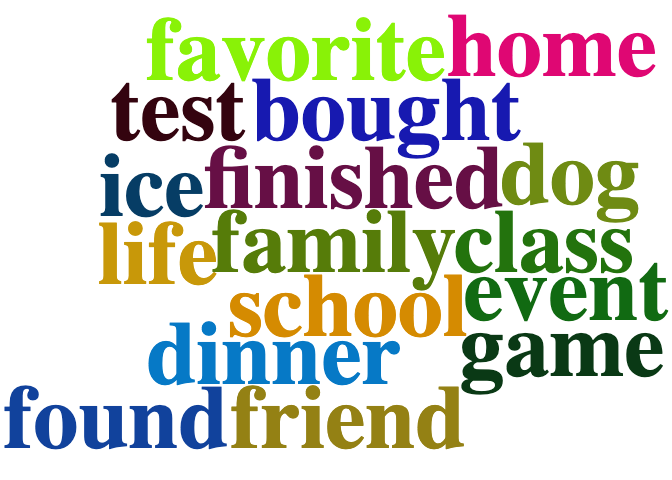 favorite home
test bought
ice finished dog
life family class
school event
dinner game
found friend